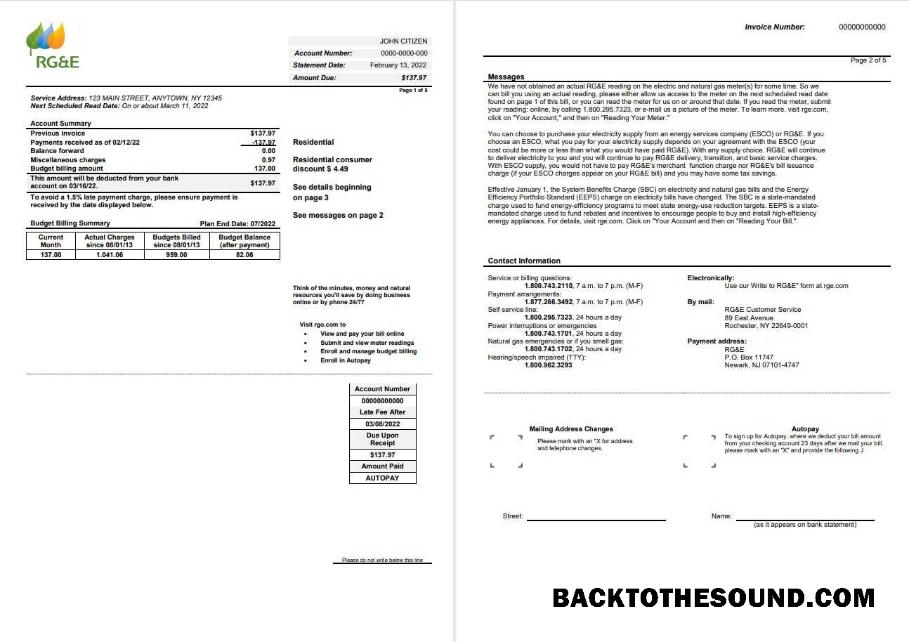 RG&E
JOHN CITIZEN
Account Number: 0000-0000-000
Statement Date: February 13, 2022
Amount Due: $137.97
Page 1 of 5
Service Address: 123 MAIN STREET, ANYTOWN, NY 12345
Next Scheduled Read Date: On or about March 11, 2022
Account Summary
Previous invoice $137.97
Payments received as of 02/12/22 -137.97
Balance forward 0.00
Miscellaneous charges 0.97
Budget billing amount 137.00
This amount will be deducted from your bank
account on 03/16/22. $137.97
To avoid a 1.5% late payment charge, please ensure payment is
received by the date displayed below.
Residential
Residential consumer
discount $ 4.49
See details beginning
on page 3
See messages on page 2
Budget Billing Summary Plan End Date: 07/2022
Current Month Actual Charges since 08/01/13 Budgets Billed since 08/01/13 Budget Balance (after payment)
137.00 1.041.06 959.00 82.06
Think of the minutes, money and natural
resources you'll save by doing business
online or by phone 24/7?
Visit rgo.com to
• View and pay your bill online
• Submit and view meter readings
• Enroll and manage budget billing
• Enroll in Autopay
Account Number
00000000000
Late Fee After
03/08/2022
Due Upon
Receipt
$137.97
Amount Paid
AUTOPAY
Please do not write below this line
Invoice Number: 00000000000
Page 2 of 5
Messages
We have not obtained an actual RG&E reading on the electric and natural gas meter(s) for some time. So we
can bill you using an actual reading, please either allow us access to the meter on the next scheduled read date
found on page 1 of this bill, or you can read the meter for us on or around that date. If you read the meter, submit
your reading: online, by calling 1.800.295.7323, or e-mail us a picture of the meter. To learn more, visit rge.com,
click on "Your Account," and then on "Reading Your Meter."
You can choose to purchase your electricity supply from an energy services company (ESCO) or RG&E. If you
choose an ESCO, what you pay for your electricity supply depends on your agreement with the ESCO (your
cost could be more or less than what you would have paid RG&E). With any supply choice. RG&E will continue
to deliver electricity to you and you will continue to pay RG&E delivery, transition, and basic service charges.
With ESCO supply, you would not have to pay RG&E's merchant function charge nor RG&E's bill issuance
charge (if your ESCO charges appear on your RG&E bill) and you may have some tax savings.
Effective January 1, the System Benefits Charge (SBC) on electricity and natural gas bills and the Energy
Efficiency Portfolio Standard (EEPS) charge on electricity bills have changed. The SBC is a state-mandated
charge used to fund energy-efficiency programs to meet state energy-use reduction targets. EEPS is a state-
mandated charge used to fund rebates and incentives to encourage people to buy and install high-efficiency
energy appliances. For details, visit rge.com. Click on "Your Account and then on "Reading Your Bill.".
Contact Information
Service or billing questions:
1.800.743.2110, 7 a.m. to 7 p.m. (M-F)
Payment arrangements:
1.877.266.3492, 7 a.m. to 7 p.m. (M-F)
Self service line:
1.800.295.7323, 24 hours a day
Power interruptions or emergencies
1.800.743.1701, 24 hours a day
Natural gas emergencies or if you smell gas:
1.800.743.1702, 24 hours a day
Hearing/speech impaired (TTY):
1.800.962.3293
Electronically:
Use our Write to RG&E" form at rge.com
By mail:
RG&E Customer Service
89 East Avenue
Rochester, NY 22649-0001
Payment address:
RG&E
P.O. Box 11747
Newark, NJ 07101-4747
Mailing Address Changes
Please mark with an "X for address
and telephone changes.
Autopay
To sign up for Autopay, where we deduct your bill amount
from your checking account 23 days after we mail your bill,
please mark with an "X" and provide the following J
Street:
Name:
(as it appears on bank statement)
BACKTOTHESOUND.COM